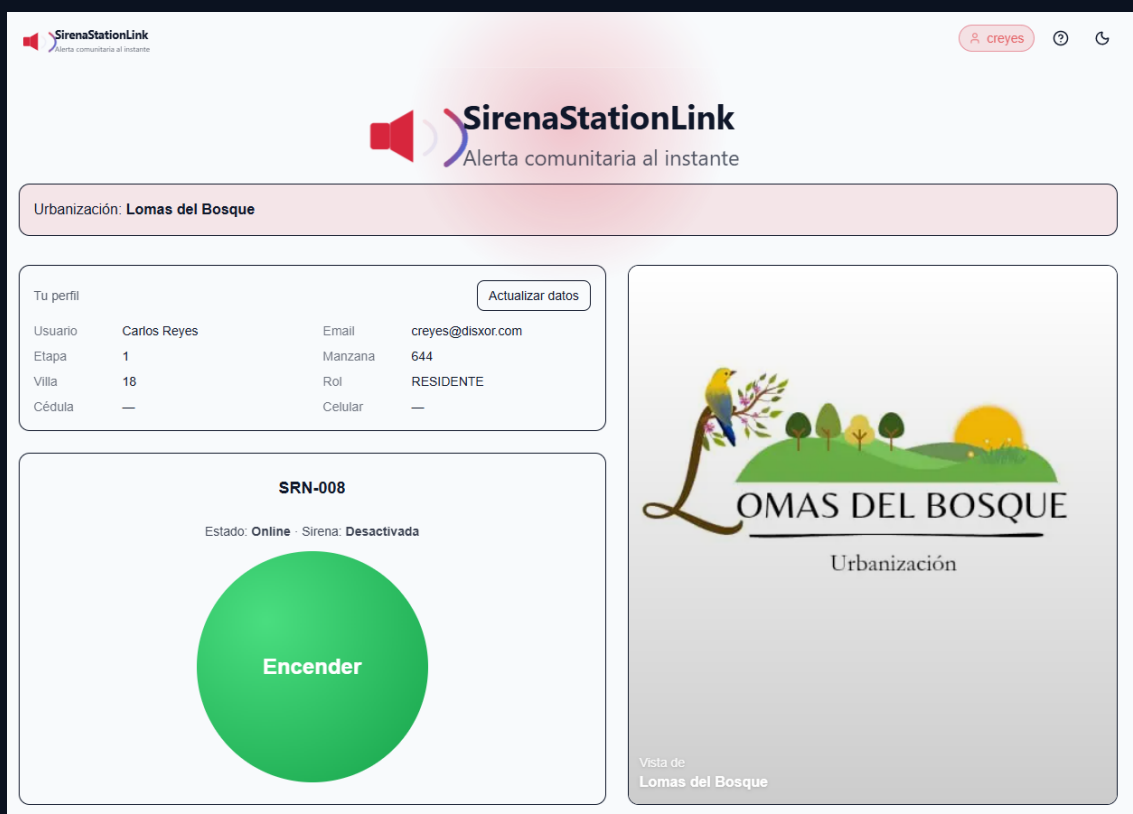 SirenaStationLink
Alerta comunitaria al instante
creyes
SirenaStationLink
Alerta comunitaria al instante
Urbanización: Lomas del Bosque
Tu perfil
Actualizar datos
Usuario Carlos Reyes Email creyes@disxor.com
Etapa 1 Manzana 644
Villa 18 Rol RESIDENTE
Cédula — Celular —
SRN-008
Estado: Online · Sirena: Desactivada
Encender
LOMAS DEL BOSQUE
Urbanización
Vista de
Lomas del Bosque